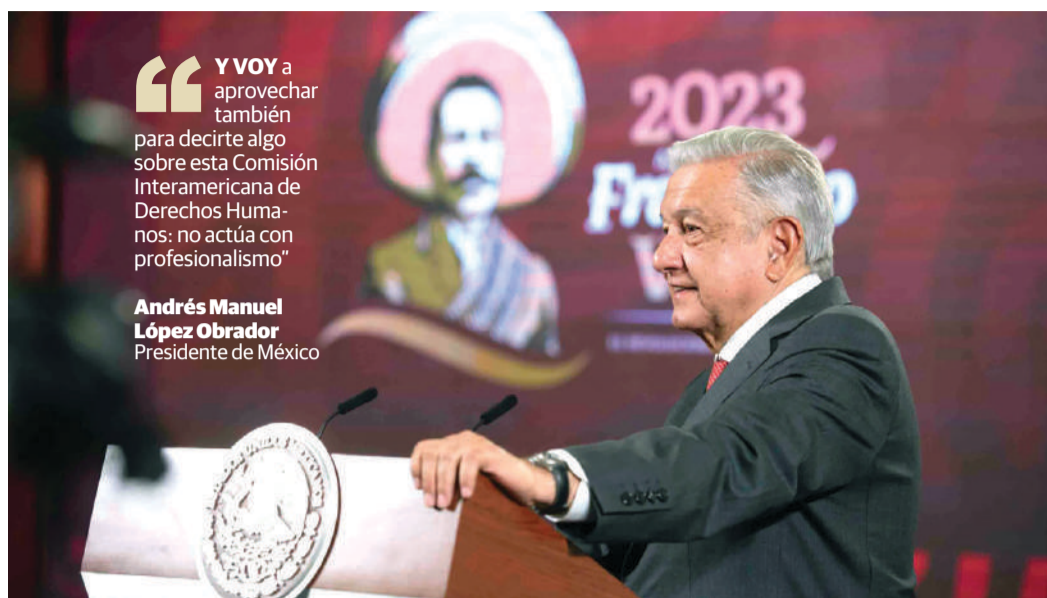 “ Y VOY a
aprovechar
también
para decirte algo
sobre esta Comisión
Interamericana de
Derechos Huma-
nos: no actúa con
profesionalismo”
Andrés Manuel
López Obrador
Presidente de México
2023